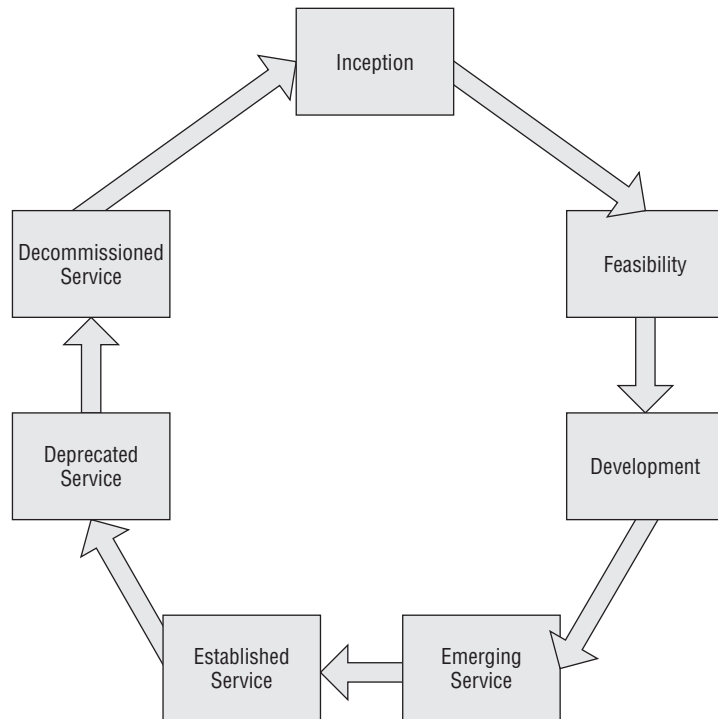 Inception
Feasibility
Development
Emerging
Service
Established
Service
Deprecated
Service
Decommissioned
Service